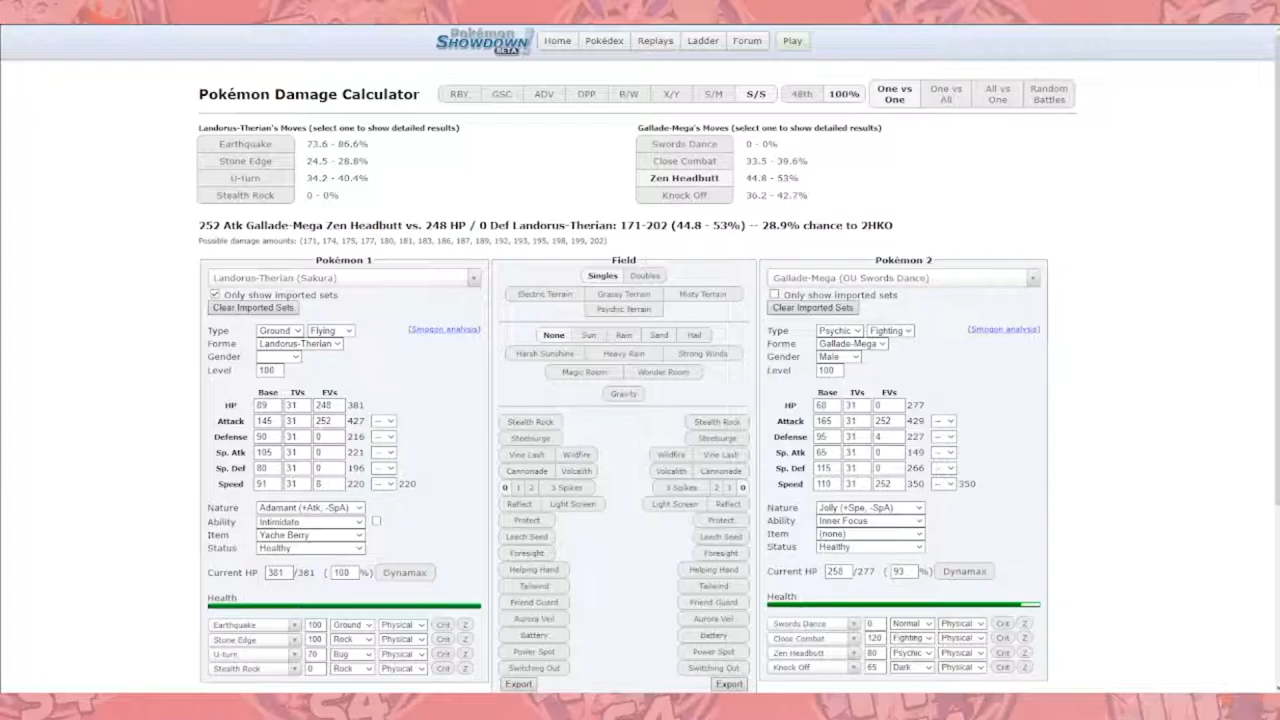 Pokémon
SHOWDOWN
BETA
Home Pokédex Replays Ladder Forum Play
Pokémon Damage Calculator
RBY GSC ADV DPP B/W X/Y S/M S/S
48th 100%
One vs One
One vs All
All vs One
Random Battles
Landorus-Therian's Moves (select one to show detailed results)
Earthquake 73.6 - 86.6%
Stone Edge 24.5 - 28.8%
U-turn 34.2 - 40.4%
Stealth Rock 0 - 0%
Gallade-Mega's Moves (select one to show detailed results)
Swords Dance 0 - 0%
Close Combat 33.5 - 39.6%
Zen Headbutt 44.8 - 53%
Knock Off 36.2 - 42.7%
252 Atk Gallade-Mega Zen Headbutt vs. 248 HP / 0 Def Landorus-Therian: 171-202 (44.8 - 53%) -- 28.9% chance to 2HKO
Possible damage amounts: (171, 174, 175, 177, 180, 181, 183, 186, 187, 189, 192, 193, 195, 198, 199, 202)
Pokémon 1
Landorus-Therian (Sakura)
Only show imported sets
Clear Imported Sets
Type Ground Flying (Smogon analysis)
Forme Landorus-Therian
Gender
Level 100
Base IVs EVs
HP 89 31 248 381
Attack 145 31 252 427 --
Defense 90 31 0 216 --
Sp. Atk 105 31 0 221 --
Sp. Def 80 31 0 196 --
Speed 91 31 8 220 -- 220
Nature Adamant (+Atk, -SpA)
Ability Intimidate
Item Yache Berry
Status Healthy
Current HP 381 /381 ( 100 %) Dynamax
Health
Earthquake 100 Ground Physical Crit Z
Stone Edge 100 Rock Physical Crit Z
U-turn 70 Bug Physical Crit Z
Stealth Rock 0 Rock Physical Crit Z
Export
Field
Singles Doubles
Electric Terrain Grassy Terrain Misty Terrain
Psychic Terrain
None Sun Rain Sand Hail
Harsh Sunshine Heavy Rain Strong Winds
Magic Room Wonder Room
Gravity
Stealth Rock Stealth Rock
Steelsurge Steelsurge
Vine Lash Wildfire Wildfire Vine Lash
Cannonade Volcalith Volcalith Cannonade
0 1 2 3 Spikes 3 Spikes 2 1 0
Reflect Light Screen Light Screen Reflect
Protect Protect
Leech Seed Leech Seed
Foresight Foresight
Helping Hand Helping Hand
Tailwind Tailwind
Friend Guard Friend Guard
Aurora Veil Aurora Veil
Battery Battery
Power Spot Power Spot
Switching Out Switching Out
Export
Pokémon 2
Gallade-Mega (OU Swords Dance)
Only show imported sets
Clear Imported Sets
Type Psychic Fighting (Smogon analysis)
Forme Gallade-Mega
Gender Male
Level 100
Base IVs EVs
HP 68 31 0 277
Attack 165 31 252 429 --
Defense 95 31 4 227 --
Sp. Atk 65 31 0 149 --
Sp. Def 115 31 0 266 --
Speed 110 31 252 350 -- 350
Nature Jolly (+Spe, -SpA)
Ability Inner Focus
Item (none)
Status Healthy
Current HP 258 /277 ( 93 %) Dynamax
Health
Swords Dance 0 Normal Physical Crit Z
Close Combat 120 Fighting Physical Crit Z
Zen Headbutt 80 Psychic Physical Crit Z
Knock Off 65 Dark Physical Crit Z